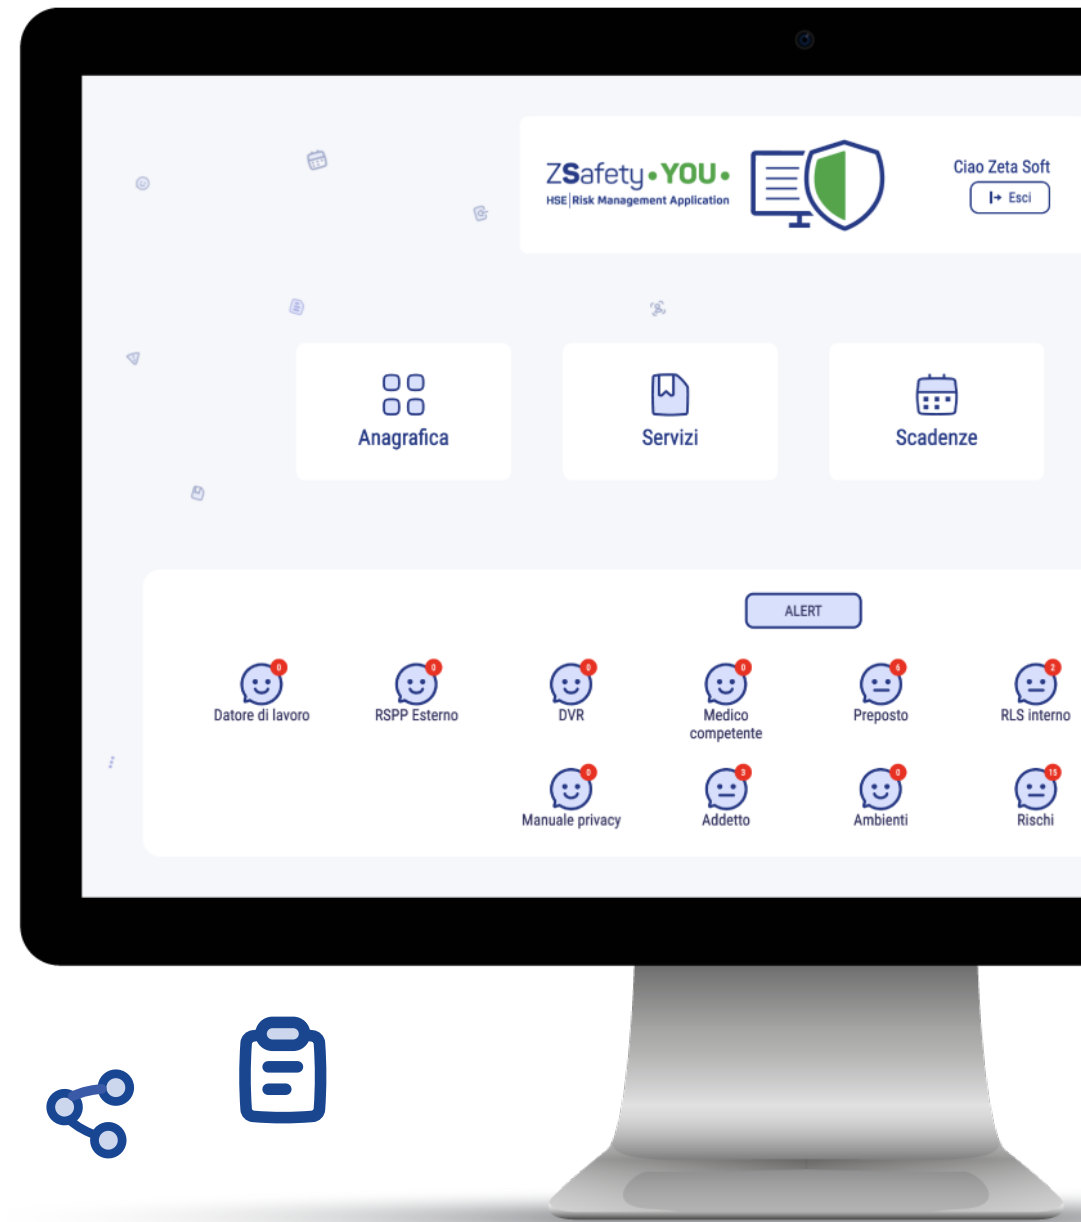 ZSafety • YOU •
HSE|Risk Management Application
Ciao Zeta Soft
Esci
Anagrafica
Servizi
Scadenze
ALERT
0
0
0
0
6
2
Datore di lavoro
RSPP Esterno
DVR
Medico
competente
Preposto
RLS interno
0
3
0
15
Manuale privacy
Addetto
Ambienti
Rischi